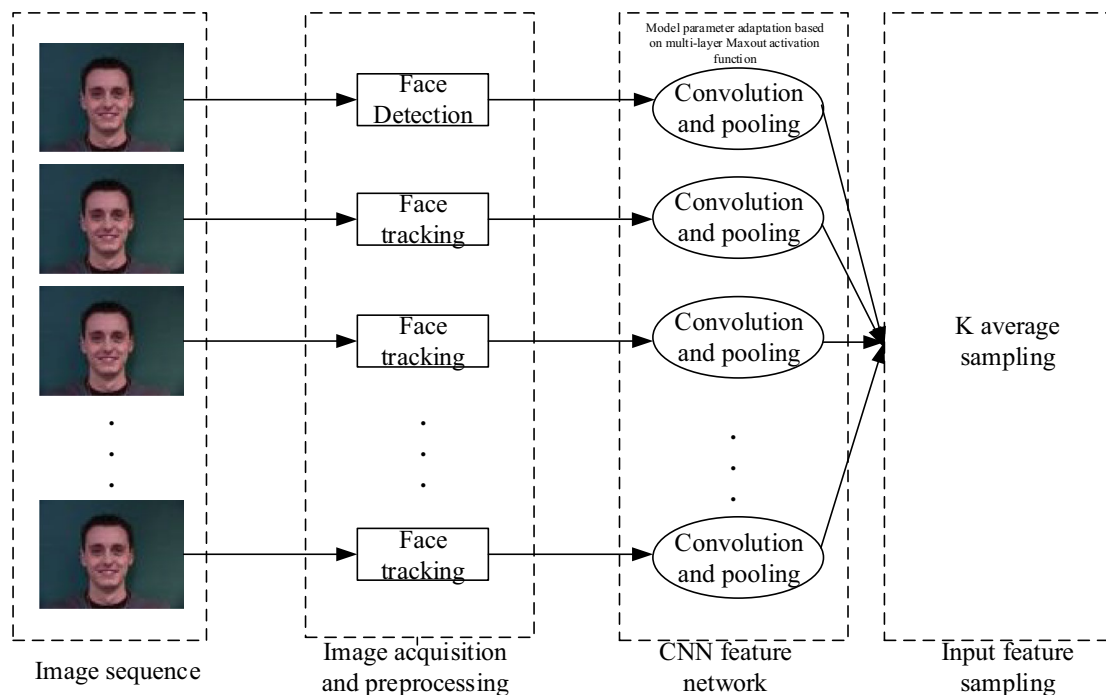 Model parameter adaptation based
on multi-layer Maxout activation
function
Face
Detection
Convolution
and pooling
Face
tracking
Convolution
and pooling
Face
tracking
Convolution
and pooling
K average
sampling
Face
tracking
Convolution
and pooling
Image sequence
Image acquisition
and preprocessing
CNN feature
network
Input feature
sampling